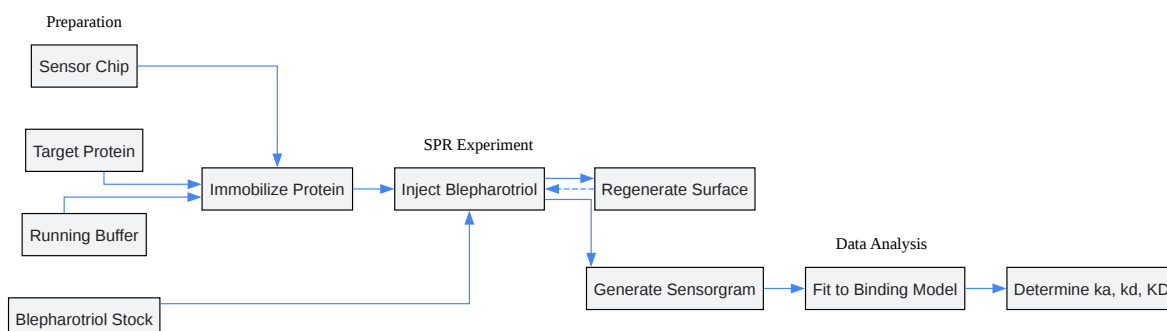 Preparation
Sensor Chip
SPR Experiment
Target Protein
Immobilize Protein
Inject Blepharotriol
Regenerate Surface
Running Buffer
Data Analysis
Generate Sensorgram
Fit to Binding Model
Determine ka, kd, KD
Blepharotriol Stock